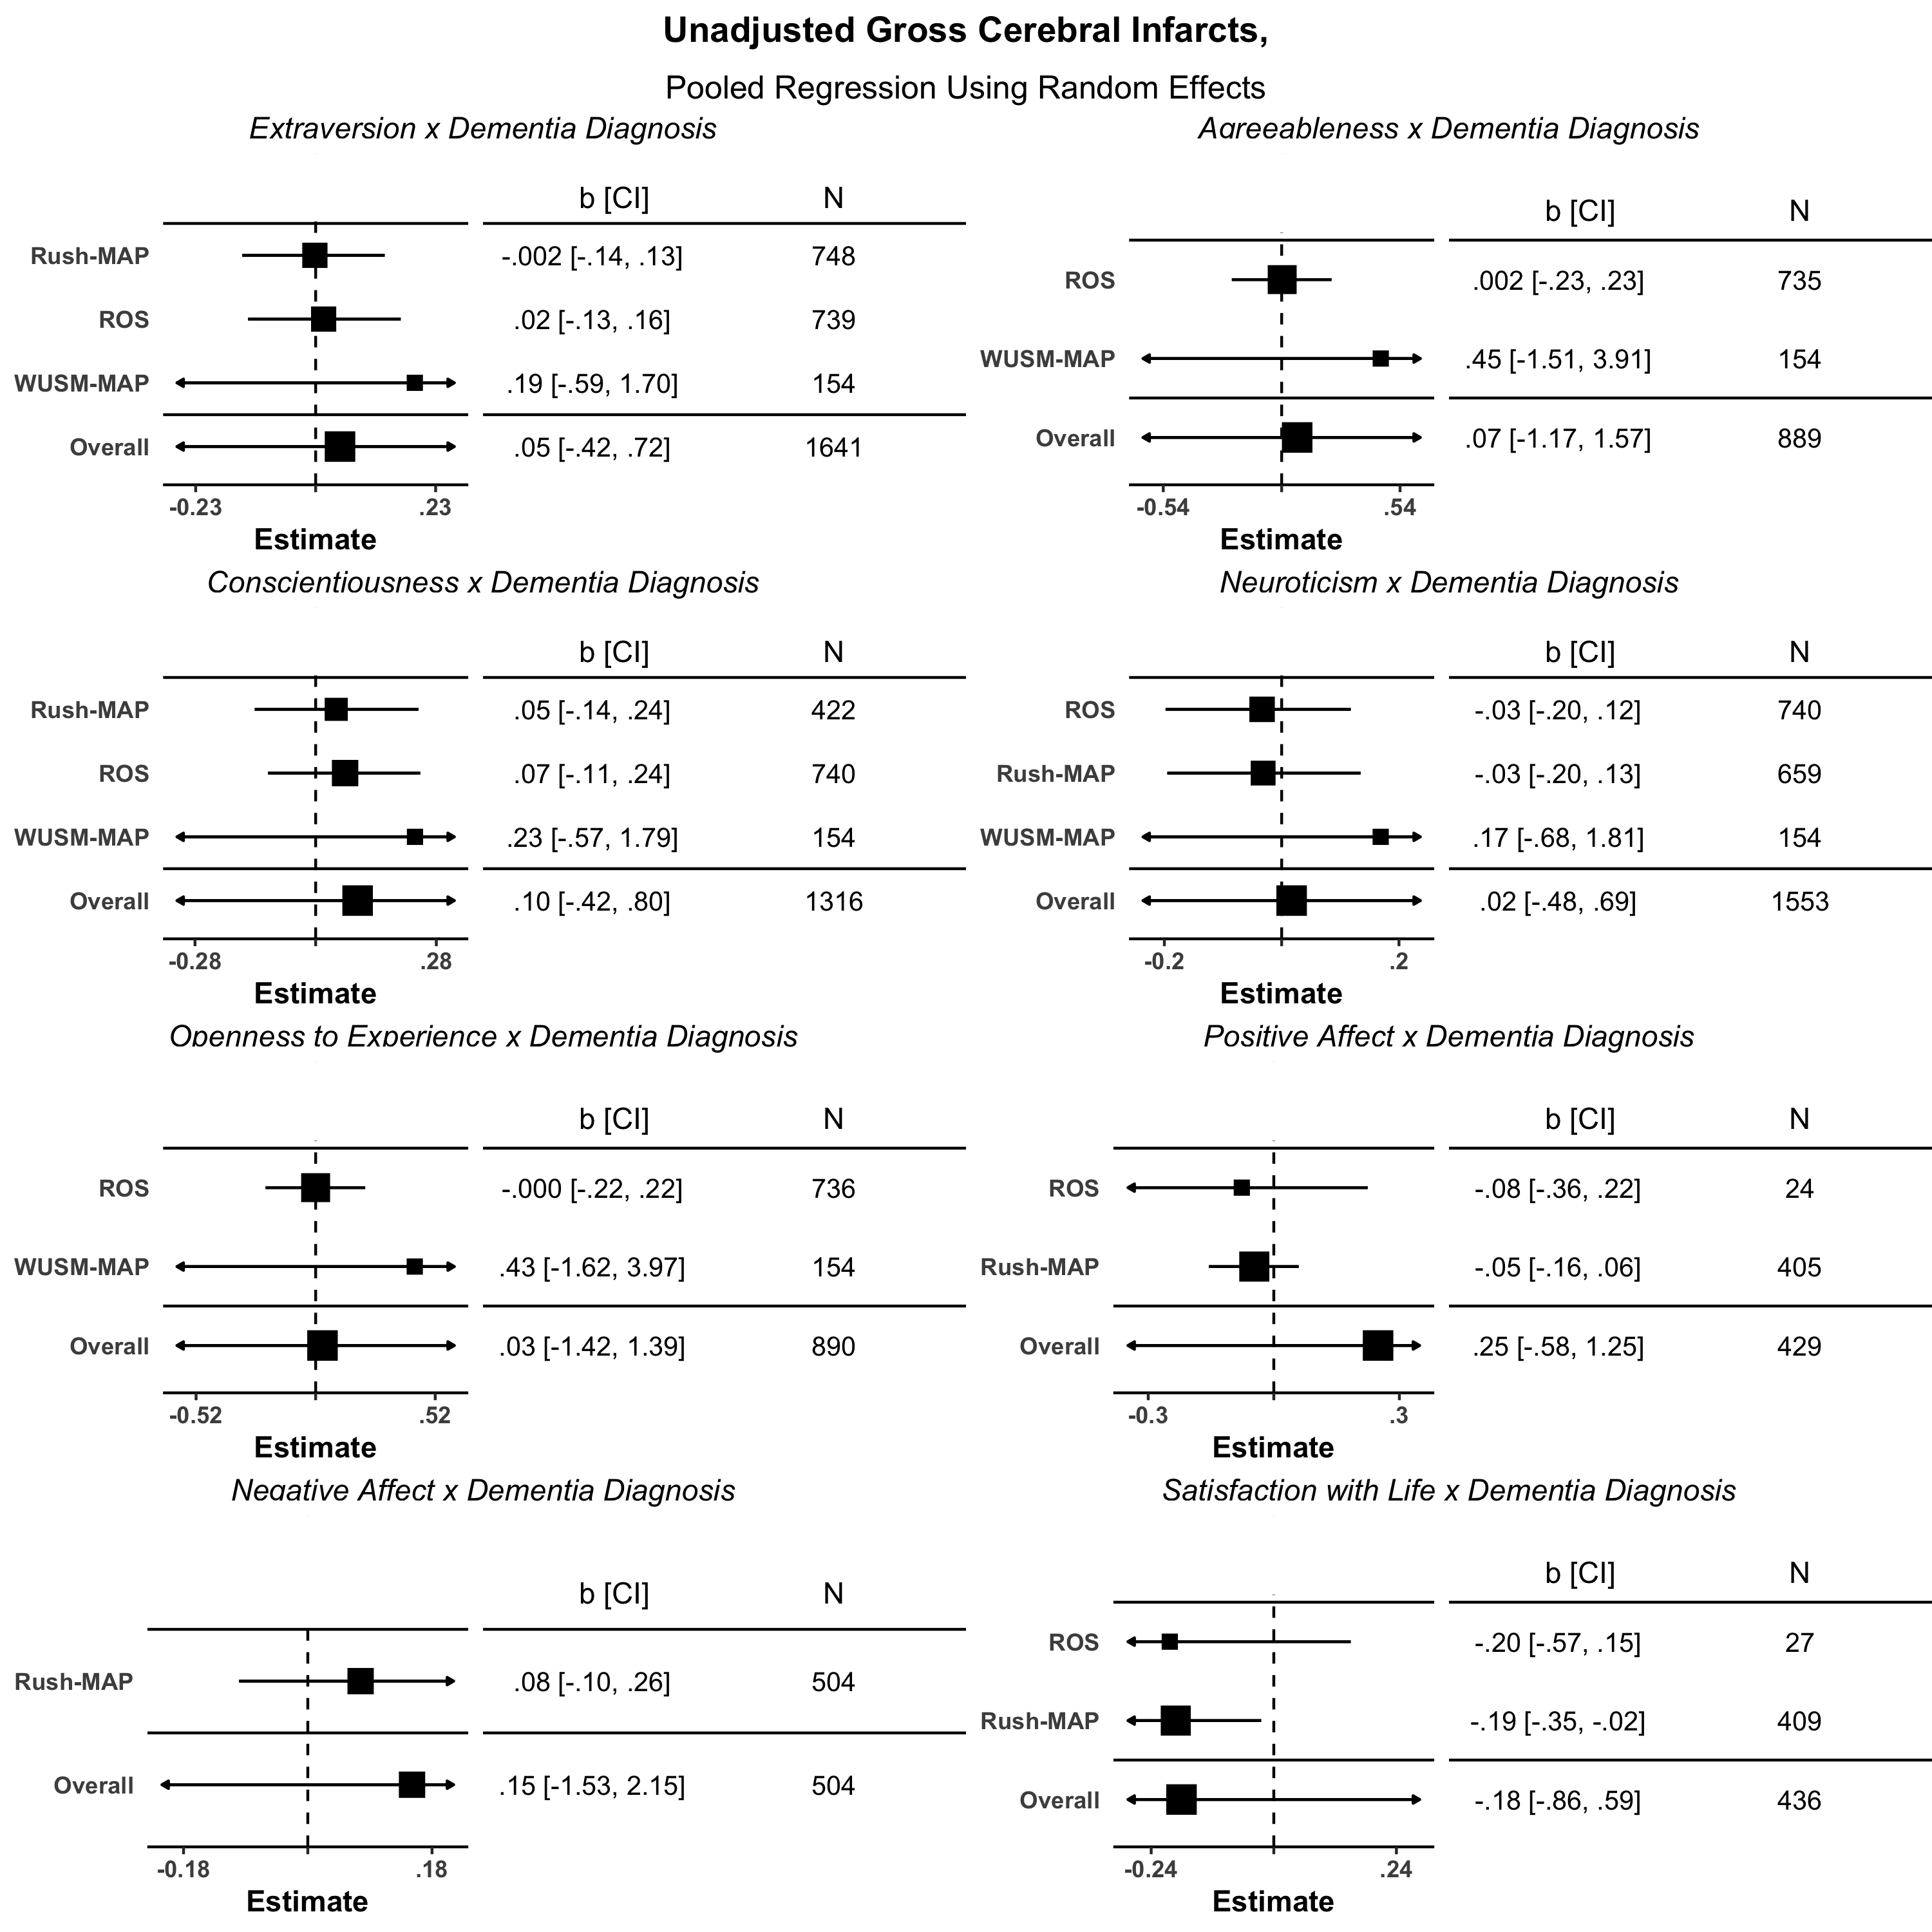 Unadjusted Gross Cerebral Infarcts,
Pooled Regression Using Random Effects
Extraversion x Dementia Diagnosis
b [CI] N
Rush-MAP -.002 [-.14, .13] 748
ROS .02 [-.13, .16] 739
WUSM-MAP .19 [-.59, 1.70] 154
Overall .05 [-.42, .72] 1641
-0.23 .23
Estimate
Agreeableness x Dementia Diagnosis
b [CI] N
ROS .002 [-.23, .23] 735
WUSM-MAP .45 [-1.51, 3.91] 154
Overall .07 [-1.17, 1.57] 889
-0.54 .54
Estimate
Conscientiousness x Dementia Diagnosis
b [CI] N
Rush-MAP .05 [-.14, .24] 422
ROS .07 [-.11, .24] 740
WUSM-MAP .23 [-.57, 1.79] 154
Overall .10 [-.42, .80] 1316
-0.28 .28
Estimate
Neuroticism x Dementia Diagnosis
b [CI] N
ROS -.03 [-.20, .12] 740
Rush-MAP -.03 [-.20, .13] 659
WUSM-MAP .17 [-.68, 1.81] 154
Overall .02 [-.48, .69] 1553
-0.2 .2
Estimate
Openness to Experience x Dementia Diagnosis
b [CI] N
ROS -.000 [-.22, .22] 736
WUSM-MAP .43 [-1.62, 3.97] 154
Overall .03 [-1.42, 1.39] 890
-0.52 .52
Estimate
Positive Affect x Dementia Diagnosis
b [CI] N
ROS -.08 [-.36, .22] 24
Rush-MAP -.05 [-.16, .06] 405
Overall .25 [-.58, 1.25] 429
-0.3 .3
Estimate
Negative Affect x Dementia Diagnosis
b [CI] N
Rush-MAP .08 [-.10, .26] 504
Overall .15 [-1.53, 2.15] 504
-0.18 .18
Estimate
Satisfaction with Life x Dementia Diagnosis
b [CI] N
ROS -.20 [-.57, .15] 27
Rush-MAP -.19 [-.35, -.02] 409
Overall -.18 [-.86, .59] 436
-0.24 .24
Estimate